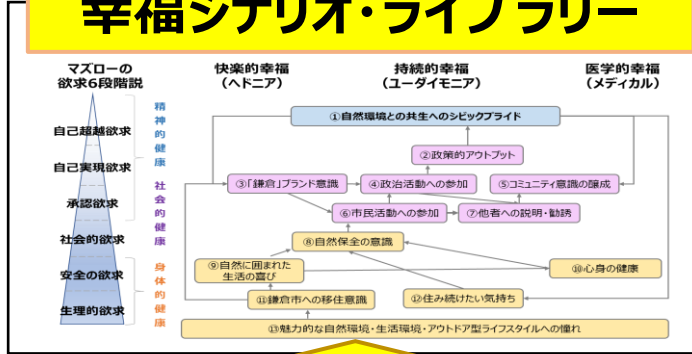 幸福シナリオ・ライブラリー
マズローの
欲求6段階説
快楽的幸福
(ヘドニア)
持続的幸福
(ユーダイモニア)
医学的幸福
(メディカル)
精神的健康
社会的健康
身体的健康
自己超越欲求
自己実現欲求
承認欲求
社会的欲求
安全の欲求
生理的欲求
①自然環境との共生へのシビックプライド
②政策的アウトプット
③「鎌倉」ブランド意識
④政治活動への参加
⑤コミュニティ意識の醸成
⑥市民活動への参加
⑦他者への説明・勧誘
⑧自然保全の意識
⑨自然に囲まれた
生活の喜び
⑩心身の健康
⑪鎌倉市への移住意識
⑫住み続けたい気持ち
⑬魅力的な自然環境・生活環境・アウトドア型ライフスタイルへの憧れ